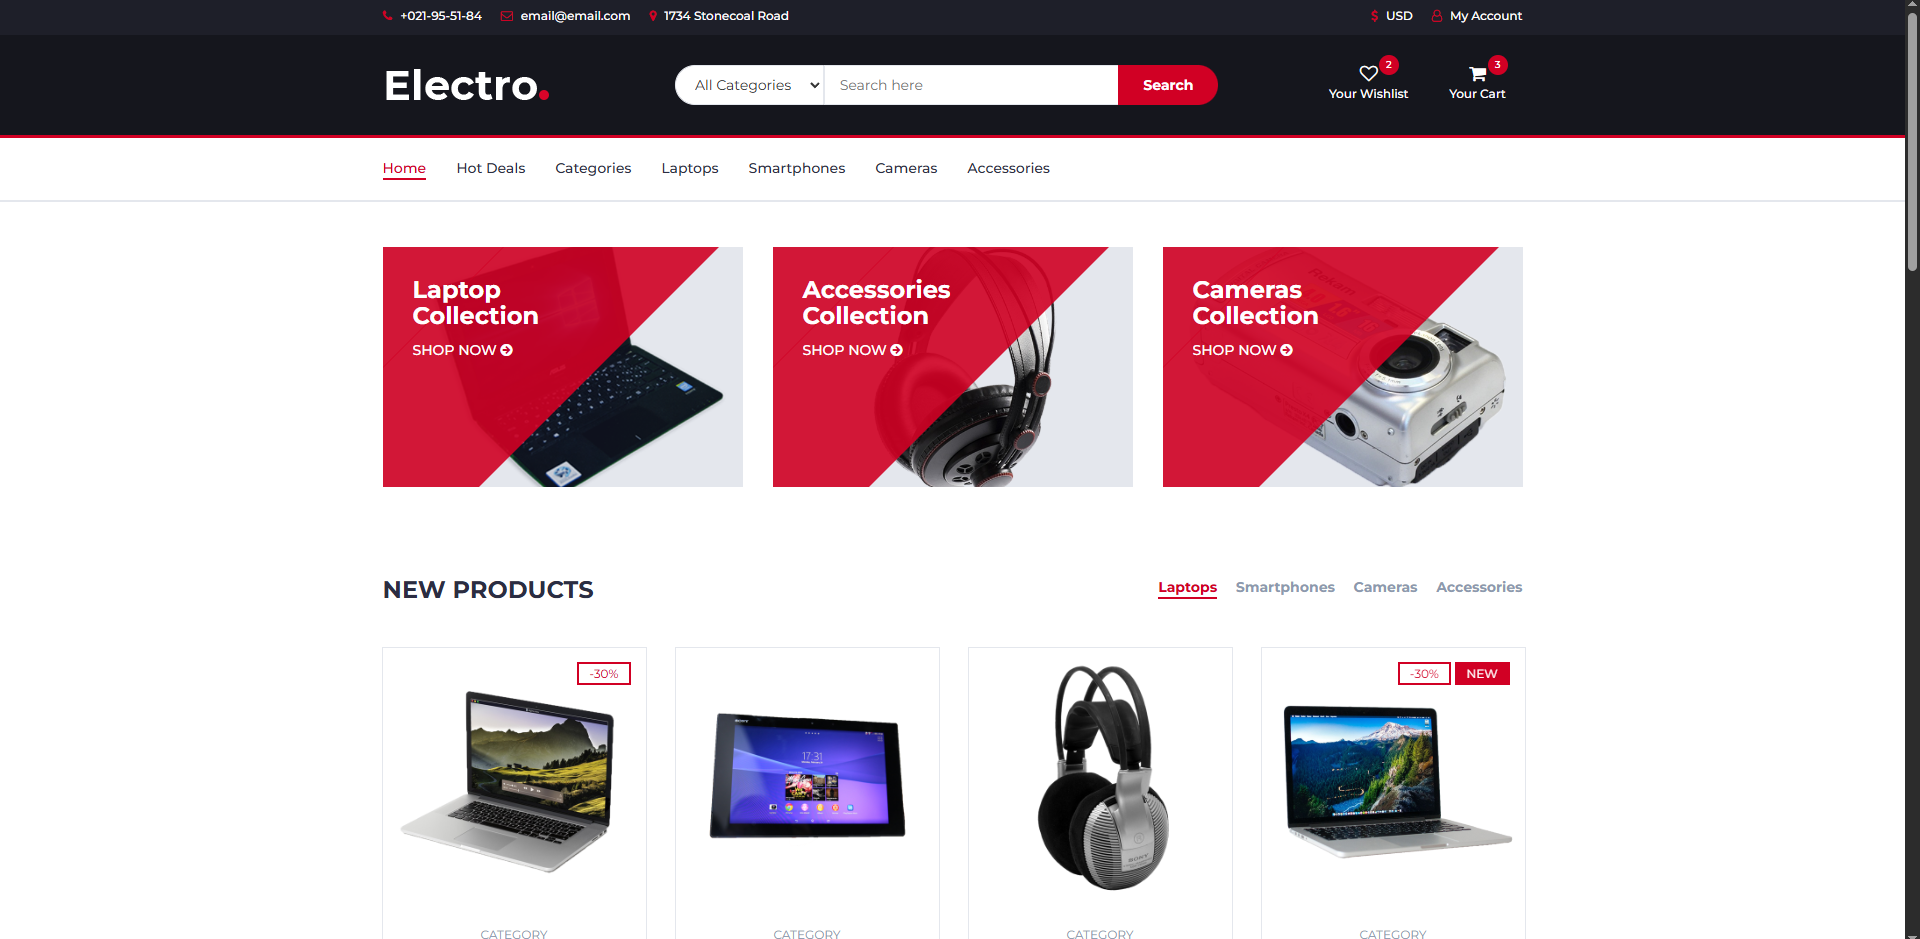 +021-95-51-84 email@email.com 1734 Stonecoal Road $ USD My Account
Electro.
All Categories Search here Search
2
3
Your Wishlist Your Cart
Home Hot Deals Categories Laptops Smartphones Cameras Accessories
Laptop
Collection
SHOP NOW
Accessories
Collection
SHOP NOW
Cameras
Collection
SHOP NOW
NEW PRODUCTS
Laptops Smartphones Cameras Accessories
-30%
SONY
17:31
SONY
-30% NEW
CATEGORY CATEGORY CATEGORY CATEGORY